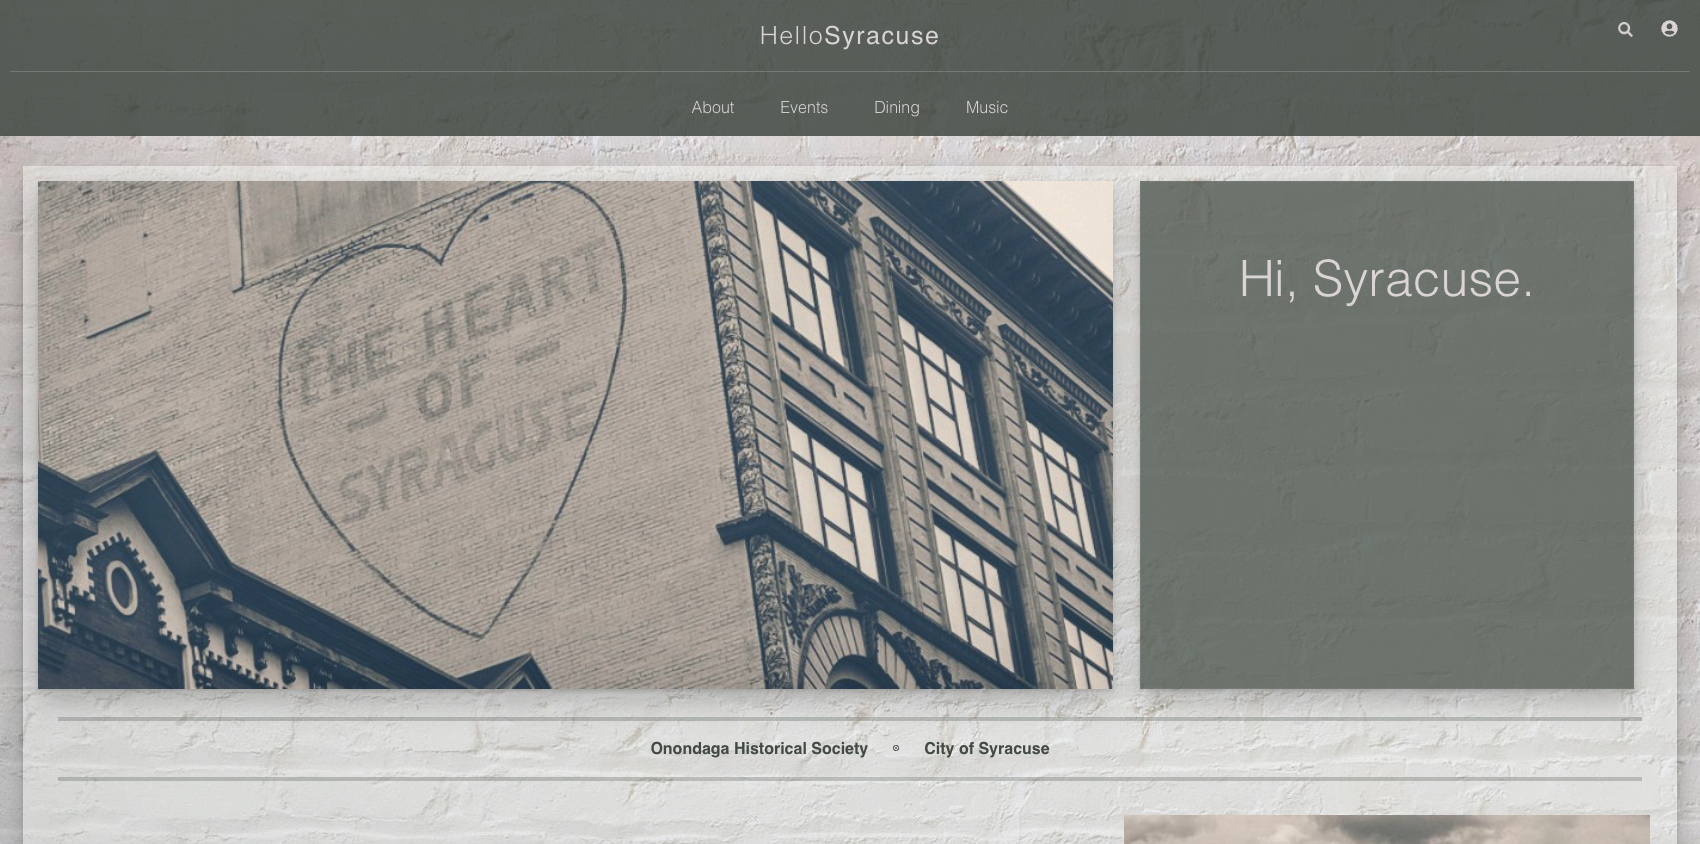 HelloSyracuse
About Events Dining Music
THE HEART
OF
SYRACUSE
Hi, Syracuse.
Onondaga Historical Society City of Syracuse